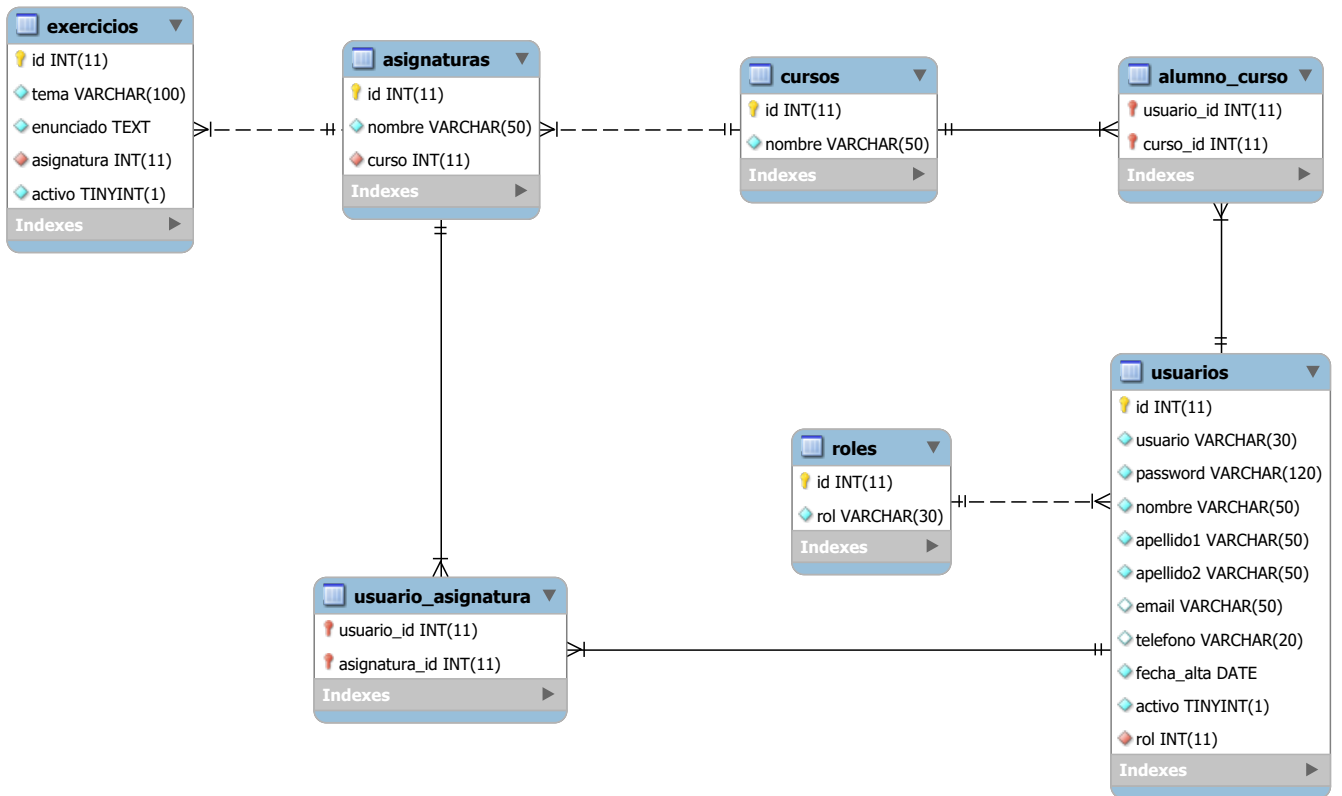 exercicios
id INT(11)
tema VARCHAR(100)
enunciado TEXT
asignatura INT(11)
activo TINYINT(1)
Indexes
asignaturas
id INT(11)
nombre VARCHAR(50)
curso INT(11)
Indexes
cursos
id INT(11)
nombre VARCHAR(50)
Indexes
alumno_curso
usuario_id INT(11)
curso_id INT(11)
Indexes
roles
id INT(11)
rol VARCHAR(30)
Indexes
usuarios
id INT(11)
usuario VARCHAR(30)
password VARCHAR(120)
nombre VARCHAR(50)
apellido1 VARCHAR(50)
apellido2 VARCHAR(50)
email VARCHAR(50)
telefono VARCHAR(20)
fecha_alta DATE
activo TINYINT(1)
rol INT(11)
Indexes
usuario_asignatura
usuario_id INT(11)
asignatura_id INT(11)
Indexes